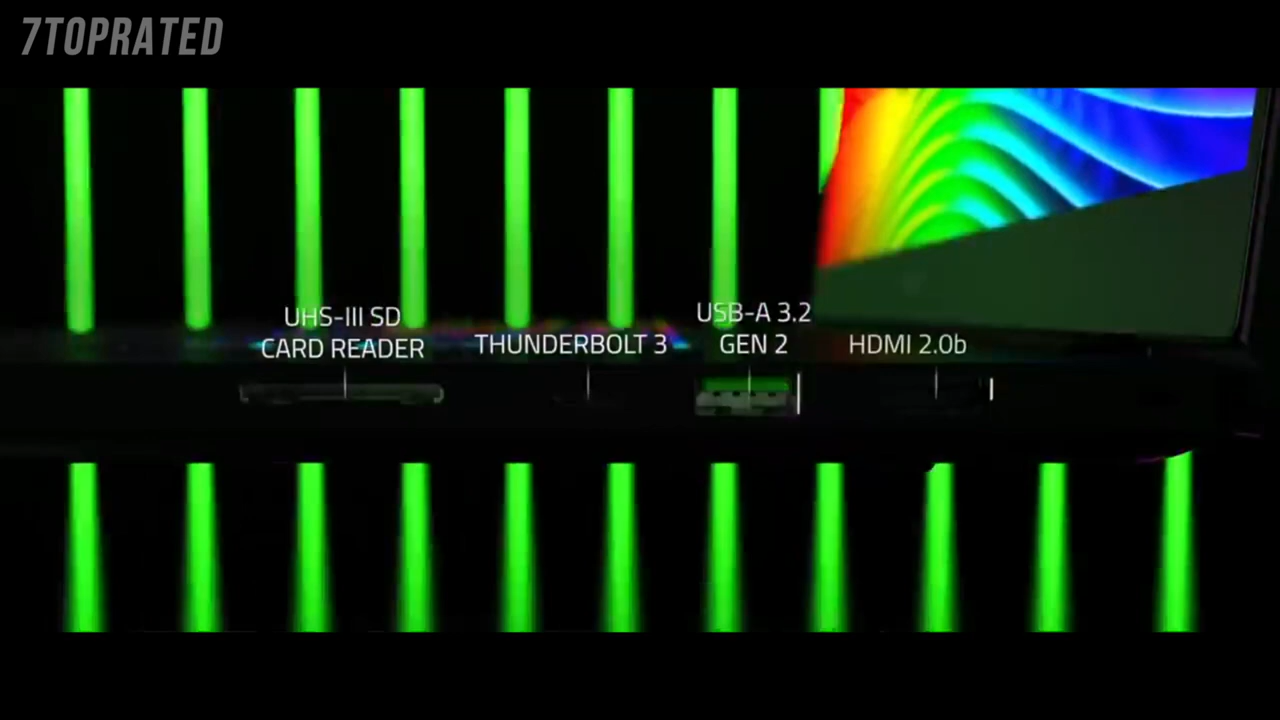 7TOPRATED
UHS-III SD
CARD READER
THUNDERBOLT 3
USB-A 3.2
GEN 2
HDMI 2.0b